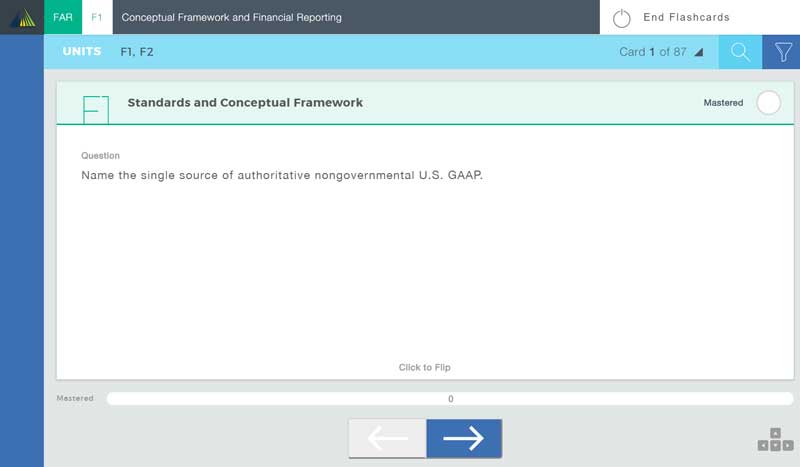 FAR F1 Conceptual Framework and Financial Reporting End Flashcards
UNITS F1, F2 Card 1 of 87
F1 Standards and Conceptual Framework Mastered
Question
Name the single source of authoritative nongovernmental U.S. GAAP.
Click to Flip
Mastered 0